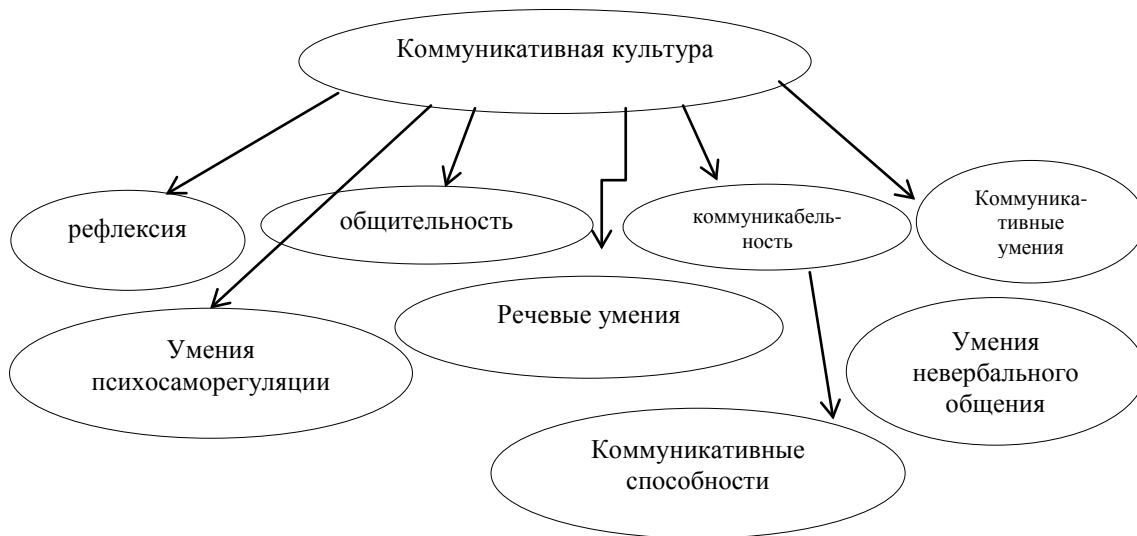 Коммуникативная культура
рефлексия
общительность
коммуникабель-
ность
Коммуника-
тивные
умения
Речевые умения
Умения
психосаморегуляции
Умения
невербального
общения
Коммуникативные
способности